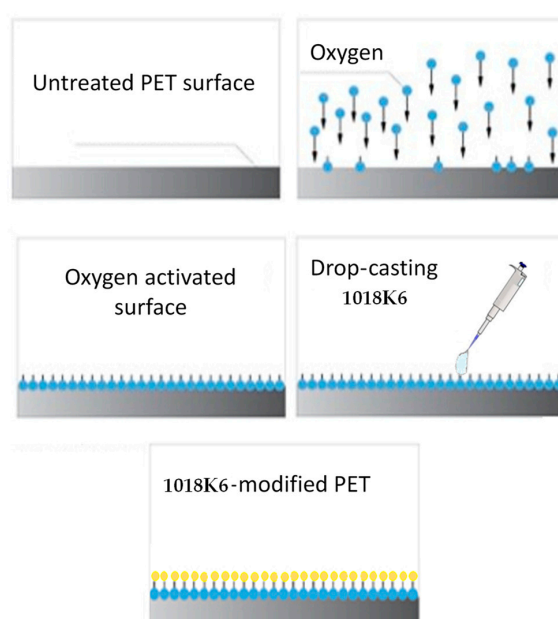 Untreated PET surface
Oxygen
Oxygen activated
surface
Drop-casting
1018K6
1018K6-modified PET